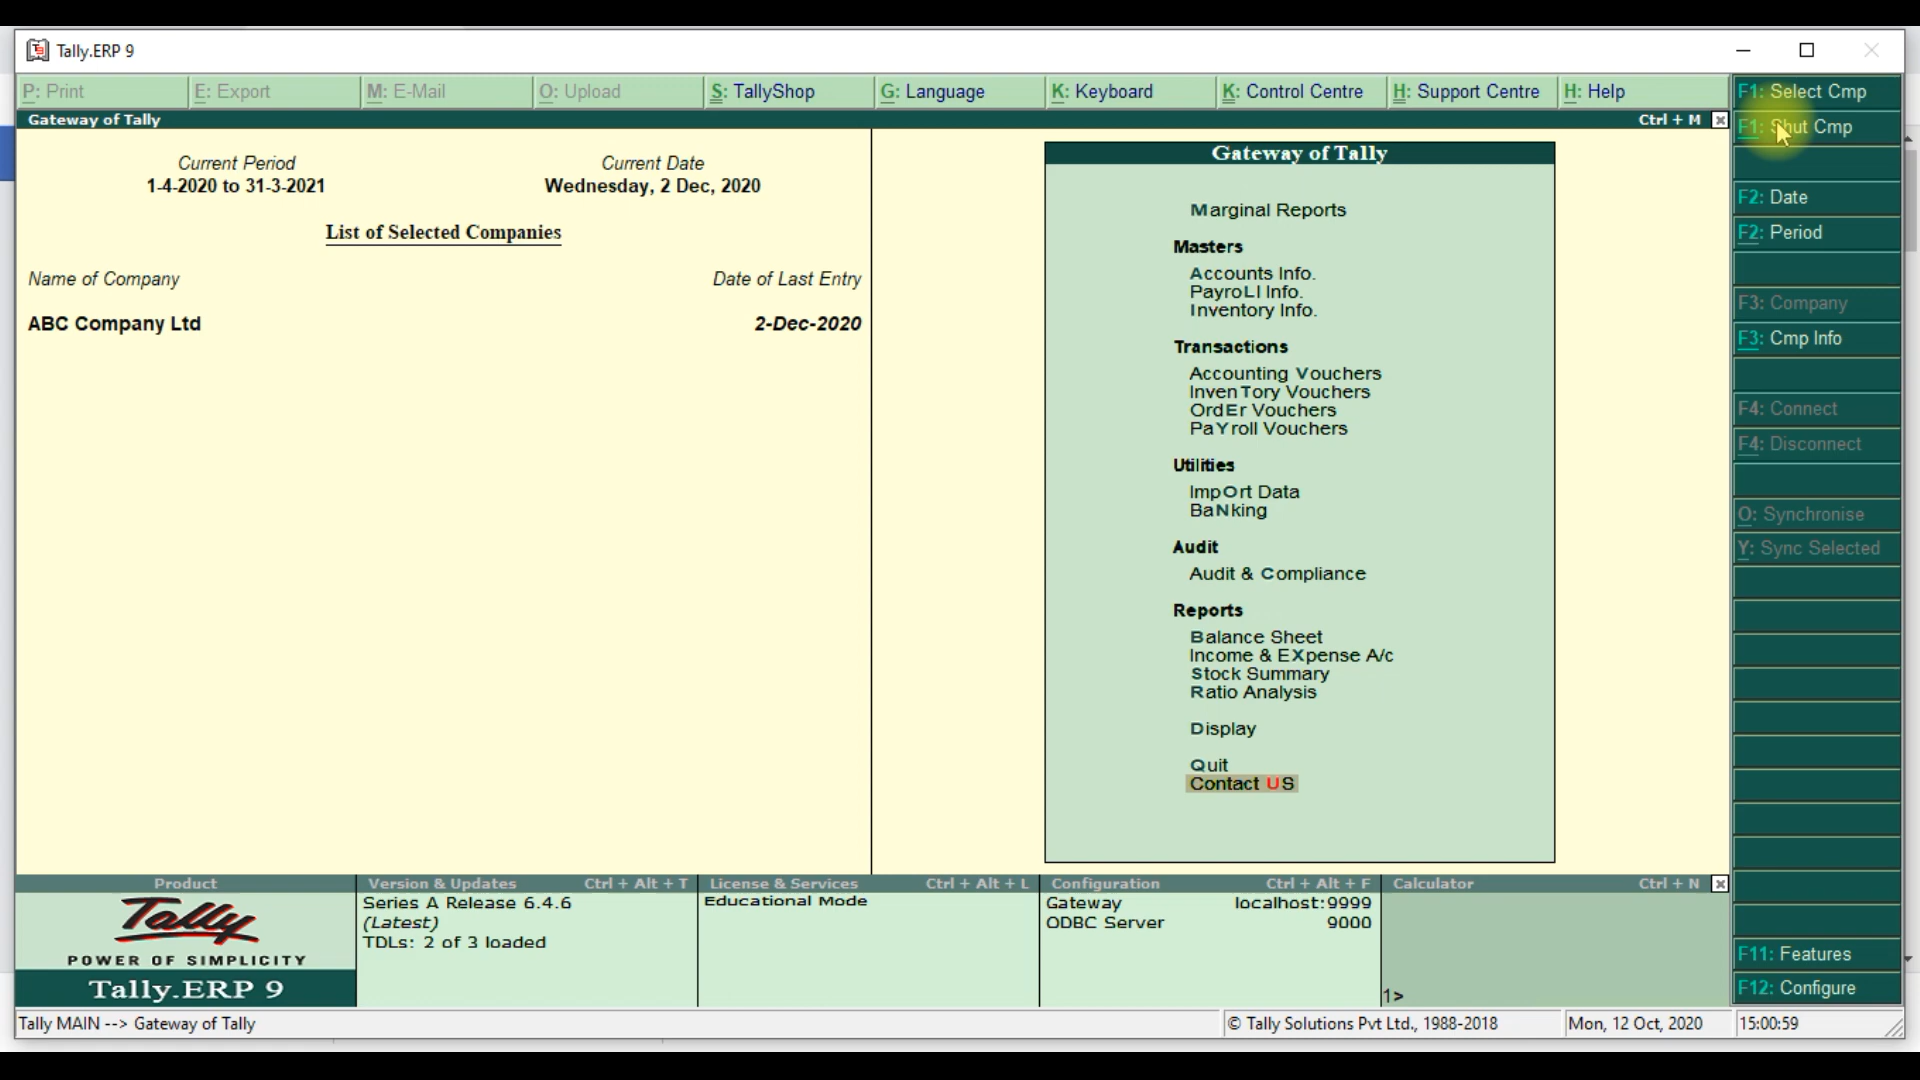 Tally.ERP 9
P: Print E: Export M: E-Mail O: Upload S: TallyShop G: Language K: Keyboard K: Control Centre H: Support Centre H: Help
Gateway of Tally Ctrl + M
Current Period Current Date
1-4-2020 to 31-3-2021 Wednesday, 2 Dec, 2020
List of Selected Companies
Name of Company Date of Last Entry
ABC Company Ltd 2-Dec-2020
Gateway of Tally
Marginal Reports
Masters
Accounts Info.
PayroLl Info.
Inventory Info.
Transactions
Accounting Vouchers
InvenTory Vouchers
OrdEr Vouchers
PaYroll Vouchers
Utilities
ImpOrt Data
BaNking
Audit
Audit & Compliance
Reports
Balance Sheet
Income & EXpense A/c
Stock Summary
Ratio Analysis
Display
Quit
Contact US
F1: Select Cmp
F1: Shut Cmp
F2: Date
F2: Period
F3: Company
F3: Cmp Info
F4: Connect
F4: Disconnect
O: Synchronise
Y: Sync Selected
F11: Features
F12: Configure
Product
Tally
POWER OF SIMPLICITY
Tally.ERP 9
Version & Updates Ctrl + Alt + T
Series A Release 6.4.6
(Latest)
TDLs: 2 of 3 loaded
License & Services Ctrl + Alt + L
Educational Mode
Configuration Ctrl + Alt + F
Gateway localhost:9999
ODBC Server 9000
Calculator Ctrl + N
1>
Tally MAIN --> Gateway of Tally © Tally Solutions Pvt Ltd., 1988-2018 Mon, 12 Oct, 2020 15:00:59